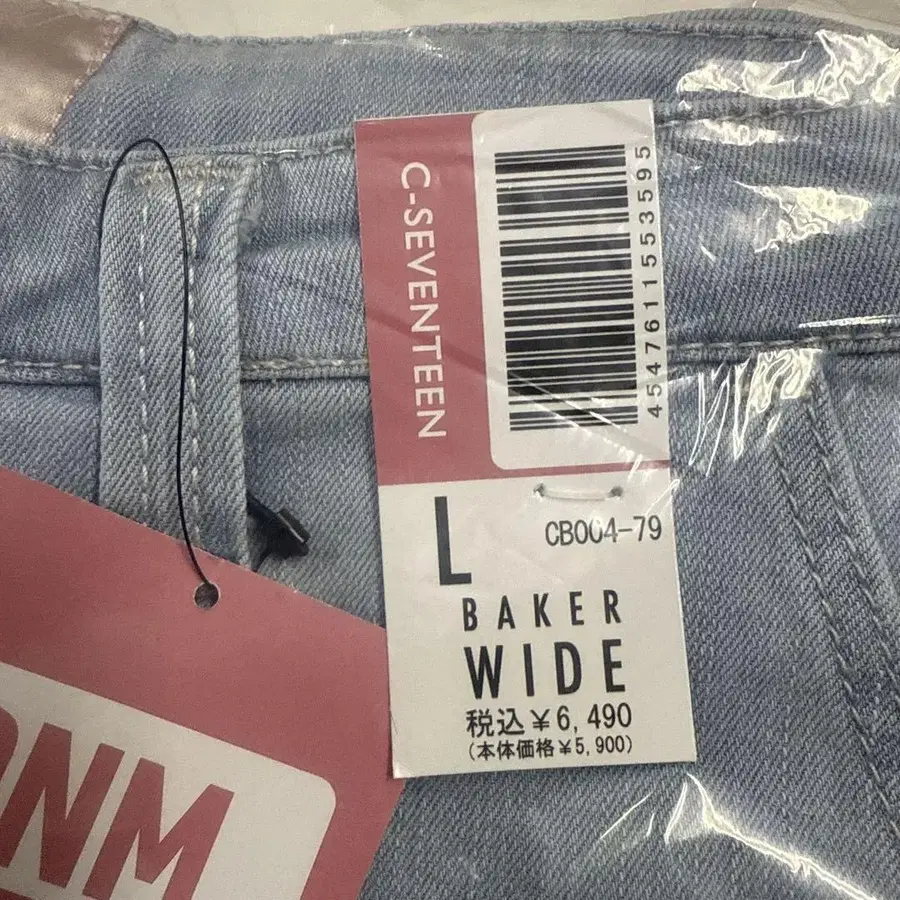 C-SEVENTEEN
4547611553595
L
CB004-79
BAKER
WIDE
税込¥6,490
(本体価格¥5,900)